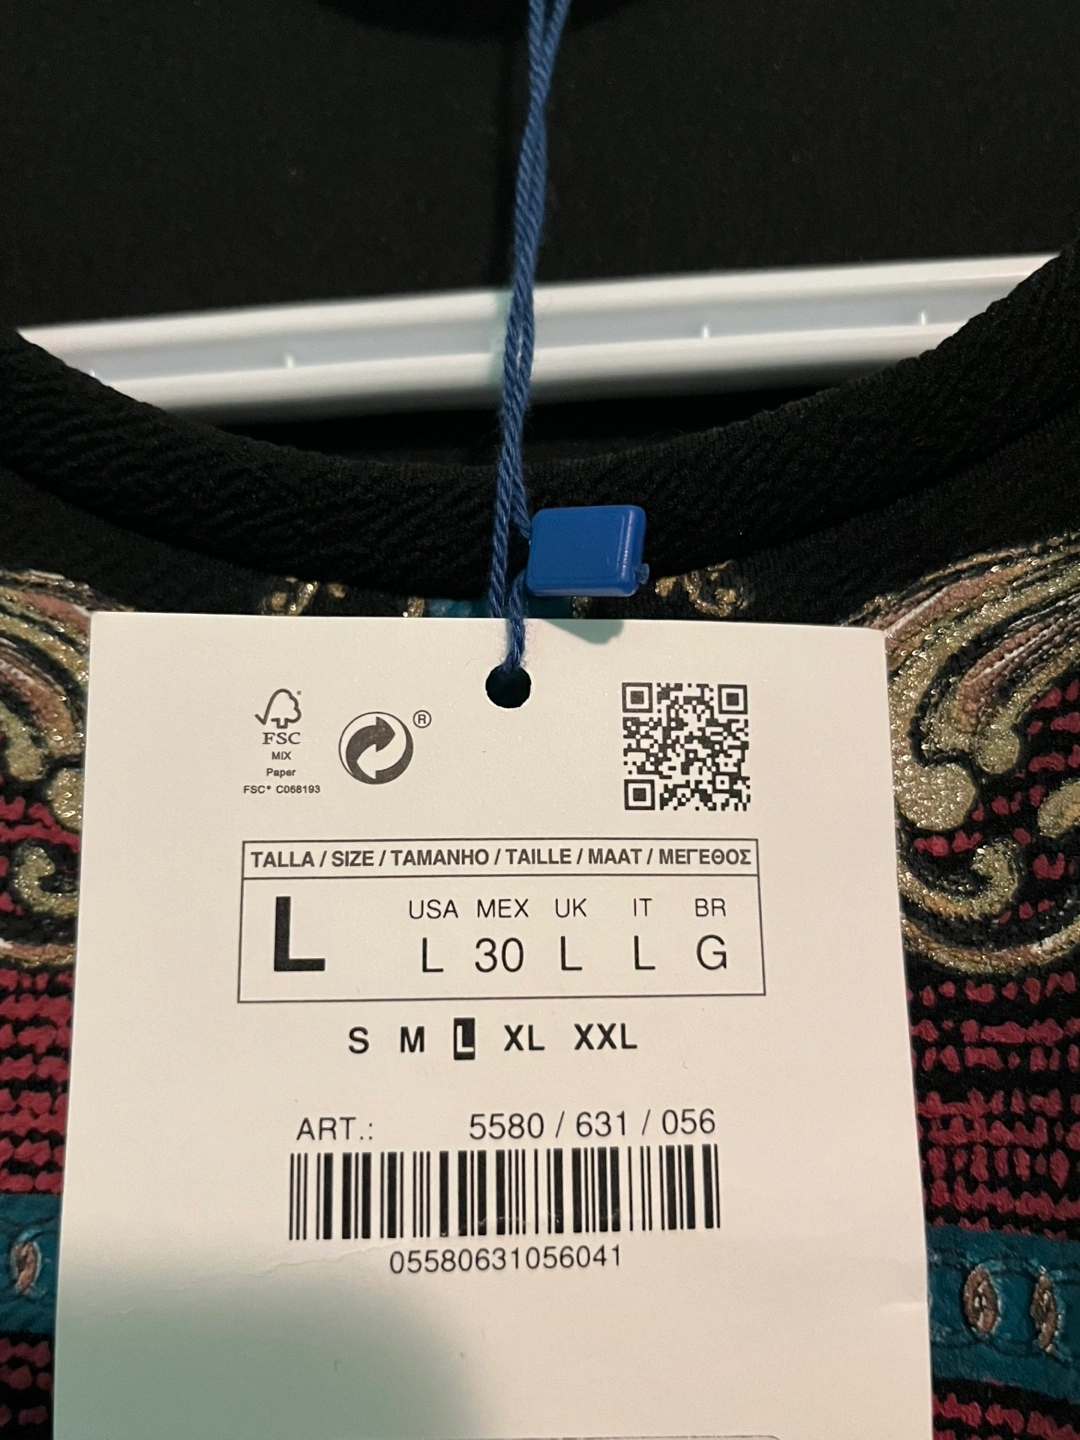 ®
FSC
MIX
Paper
FSC® C068193
TALLA / SIZE / TAMANHO / TAILLE / MAAT / ΜΕΓΕΘΟΣ
L
USA MEX UK IT BR
L 30 L L G
S M L XL XXL
ART.: 5580 / 631 / 056
05580631056041